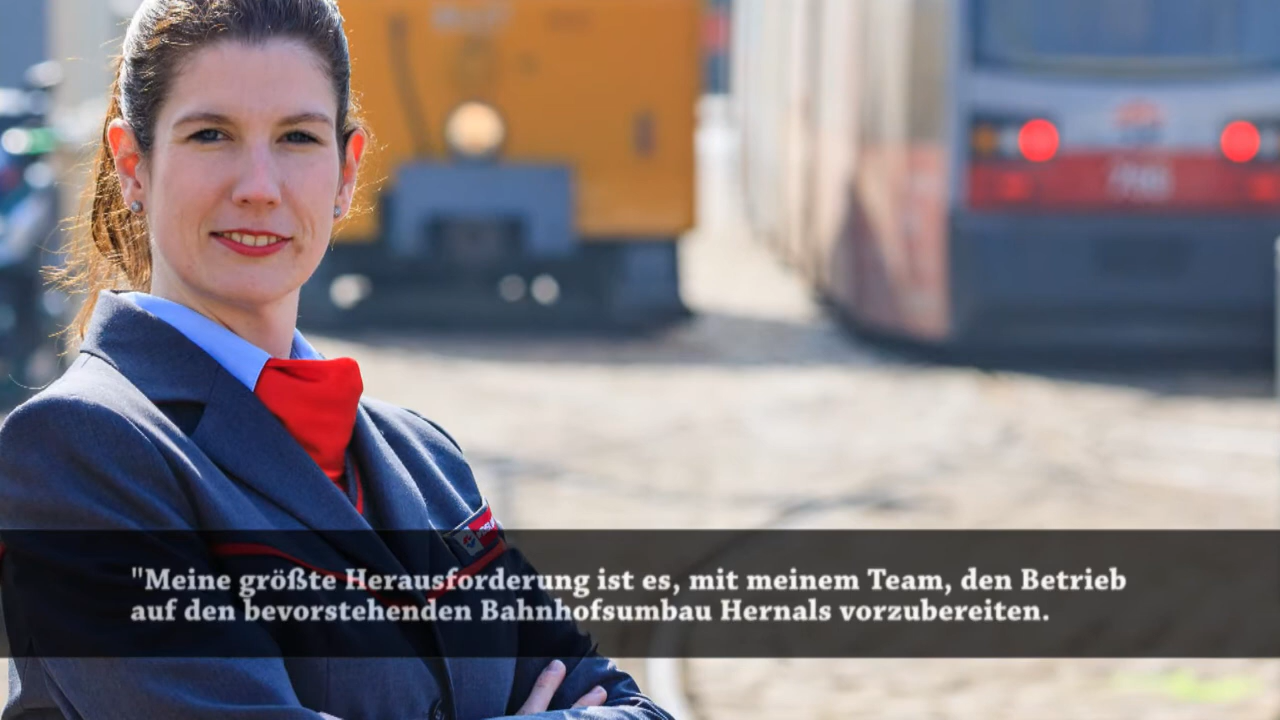 "Meine größte Herausforderung ist es, mit meinem Team, den Betrieb
auf den bevorstehenden Bahnhofsumbau Hernals vorzubereiten.